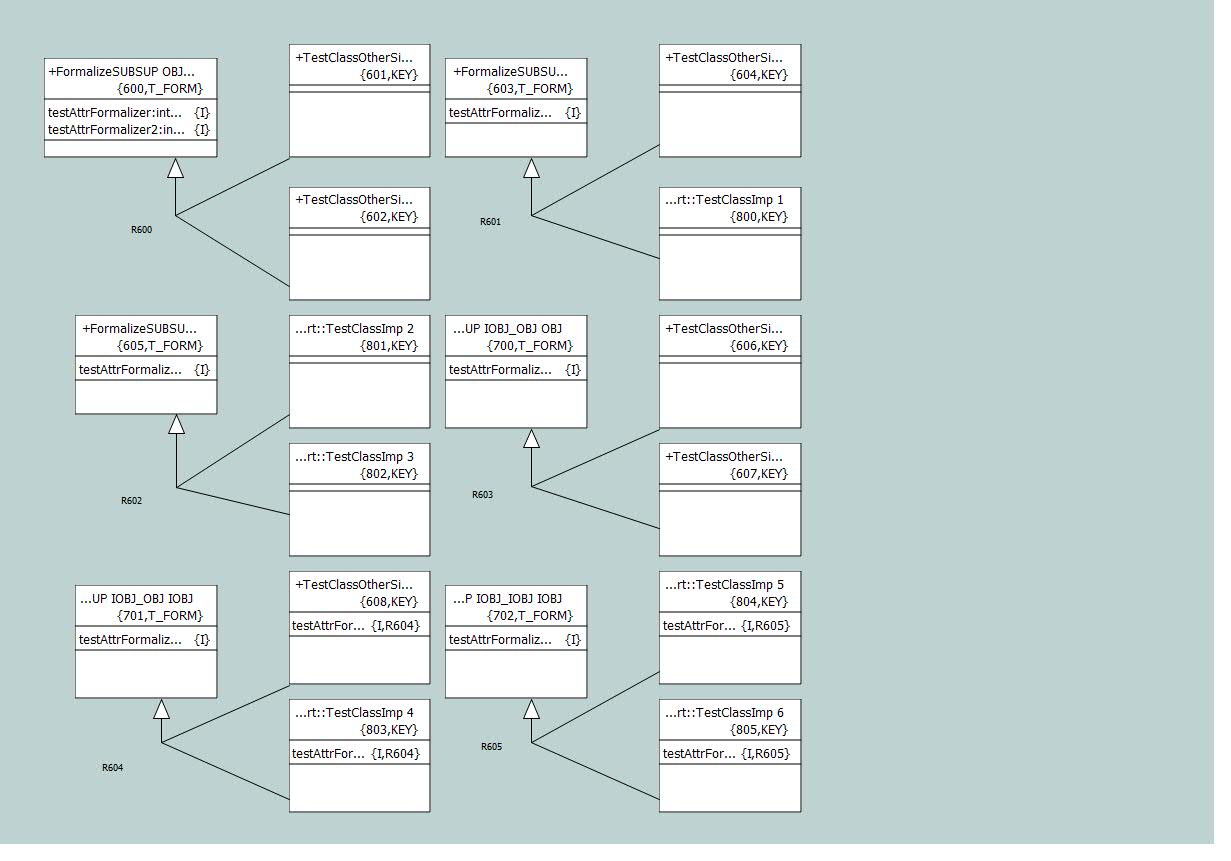 +FormalizeSUBSUP OBJ...
{600,T_FORM}
testAttrFormalizer:int... {I}
testAttrFormalizer2:in... {I}
+TestClassOtherSi...
{601,KEY}
+TestClassOtherSi...
{602,KEY}
R600
+FormalizeSUBSU...
{603,T_FORM}
testAttrFormaliz... {I}
+TestClassOtherSi...
{604,KEY}
...rt::TestClassImp 1
{800,KEY}
R601
+FormalizeSUBSU...
{605,T_FORM}
testAttrFormaliz... {I}
...rt::TestClassImp 2
{801,KEY}
...rt::TestClassImp 3
{802,KEY}
R602
...UP IOBJ_OBJ OBJ
{700,T_FORM}
testAttrFormaliz... {I}
+TestClassOtherSi...
{606,KEY}
+TestClassOtherSi...
{607,KEY}
R603
...UP IOBJ_OBJ IOBJ
{701,T_FORM}
testAttrFormaliz... {I}
+TestClassOtherSi...
{608,KEY}
testAttrFor... {I,R604}
...rt::TestClassImp 4
{803,KEY}
testAttrFor... {I,R604}
R604
...P IOBJ_IOBJ IOBJ
{702,T_FORM}
testAttrFormaliz... {I}
...rt::TestClassImp 5
{804,KEY}
testAttrFor... {I,R605}
...rt::TestClassImp 6
{805,KEY}
testAttrFor... {I,R605}
R605